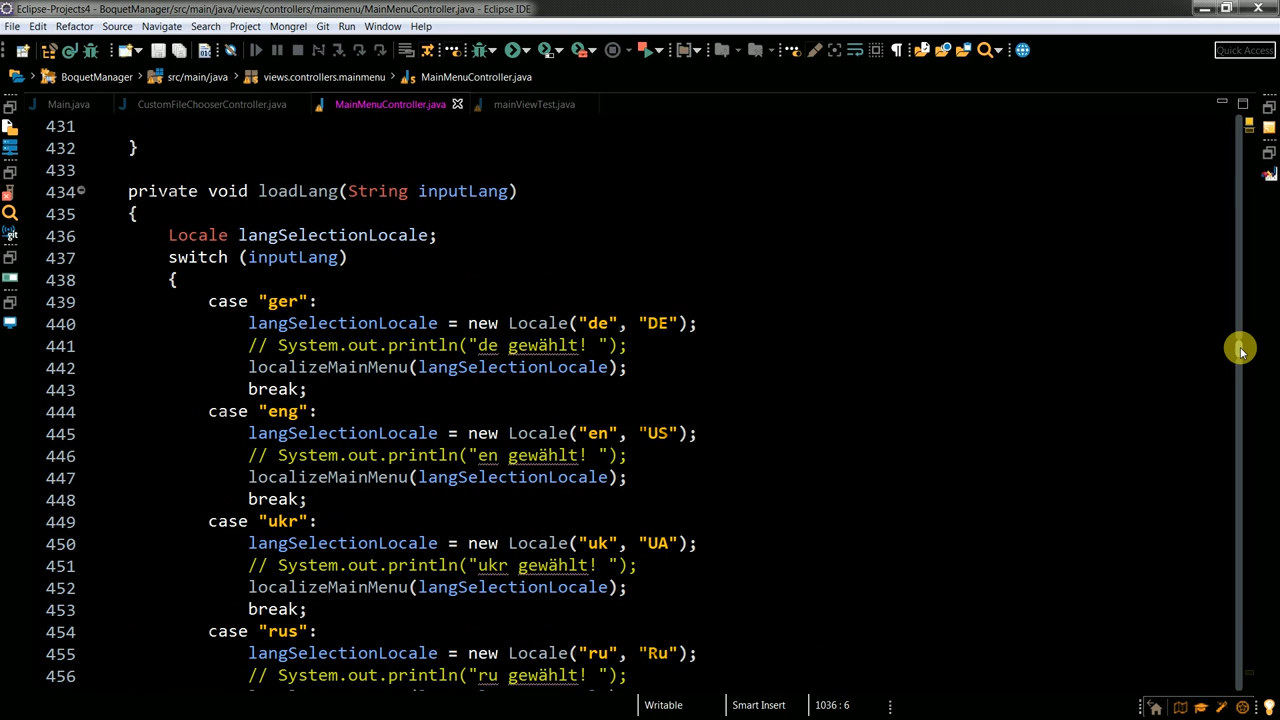 Eclipse-Projects4 - BoquetManager/src/main/java/views/controllers/mainmenu/MainMenuController.java - Eclipse IDE
File Edit Refactor Source Navigate Search Project Mongrel Git Run Window Help
Quick Access
BoquetManager src/main/java views.controllers.mainmenu MainMenuController.java
Main.java CustomFileChooserController.java MainMenuController.java mainViewTest.java
431
432 }
433
434 private void loadLang(String inputLang)
435 {
436 Locale langSelectionLocale;
437 switch (inputLang)
438 {
439 case "ger":
440 langSelectionLocale = new Locale("de", "DE");
441 // System.out.println("de gewählt! ");
442 localizeMainMenu(langSelectionLocale);
443 break;
444 case "eng":
445 langSelectionLocale = new Locale("en", "US");
446 // System.out.println("en gewählt! ");
447 localizeMainMenu(langSelectionLocale);
448 break;
449 case "ukr":
450 langSelectionLocale = new Locale("uk", "UA");
451 // System.out.println("ukr gewählt! ");
452 localizeMainMenu(langSelectionLocale);
453 break;
454 case "rus":
455 langSelectionLocale = new Locale("ru", "Ru");
456 // System.out.println("ru gewählt! ");
Writable Smart Insert 1036 : 6